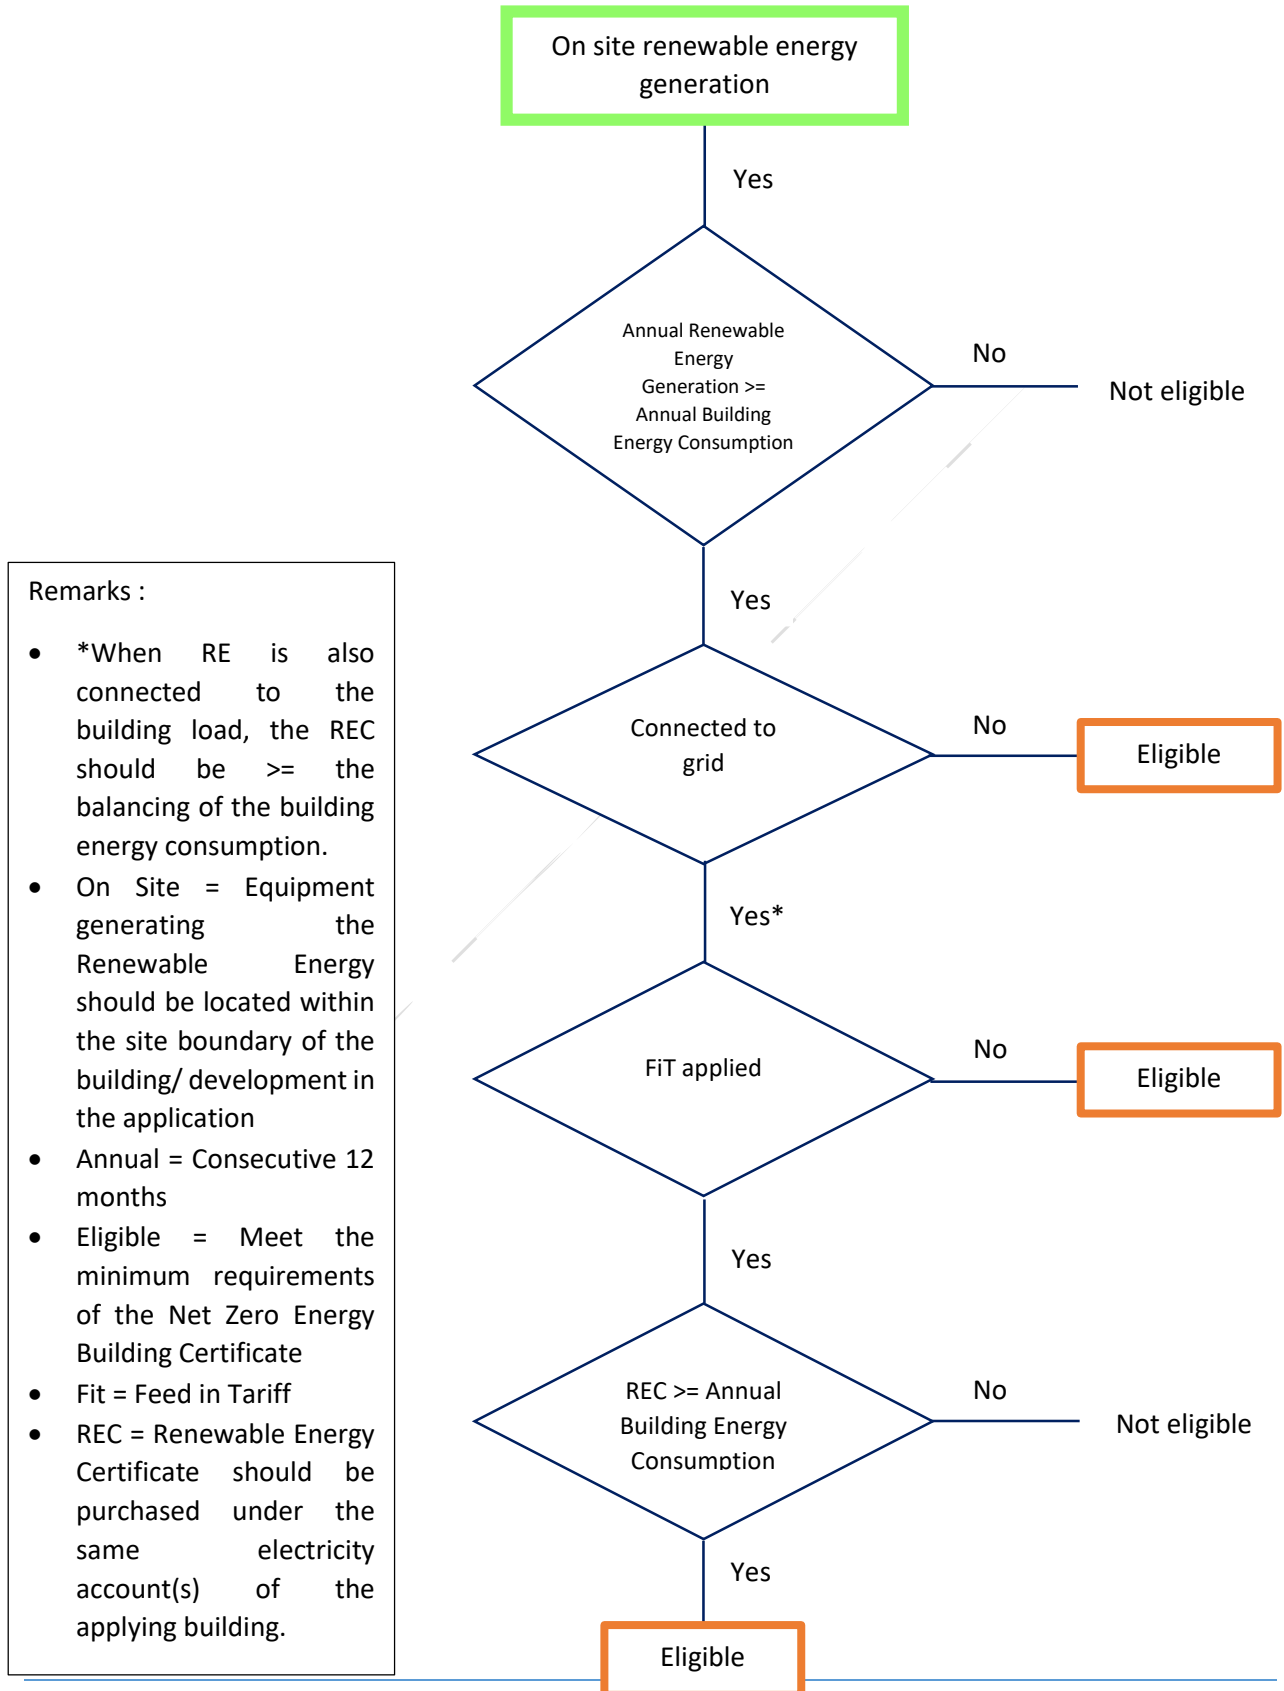 On site renewable energy
generation
Yes
Annual Renewable
Energy
Generation >=
Annual Building
Energy Consumption
No
Not eligible
Yes
Connected to
grid
No
Eligible
Yes*
FiT applied
No
Eligible
Yes
REC >= Annual
Building Energy
Consumption
No
Not eligible
Yes
Eligible
Remarks :
• *When RE is also
connected to the
building load, the REC
should be >= the
balancing of the building
energy consumption.
• On Site = Equipment
generating the
Renewable Energy
should be located within
the site boundary of the
building/ development in
the application
• Annual = Consecutive 12
months
• Eligible = Meet the
minimum requirements
of the Net Zero Energy
Building Certificate
• Fit = Feed in Tariff
• REC = Renewable Energy
Certificate should be
purchased under the
same electricity
account(s) of the
applying building.